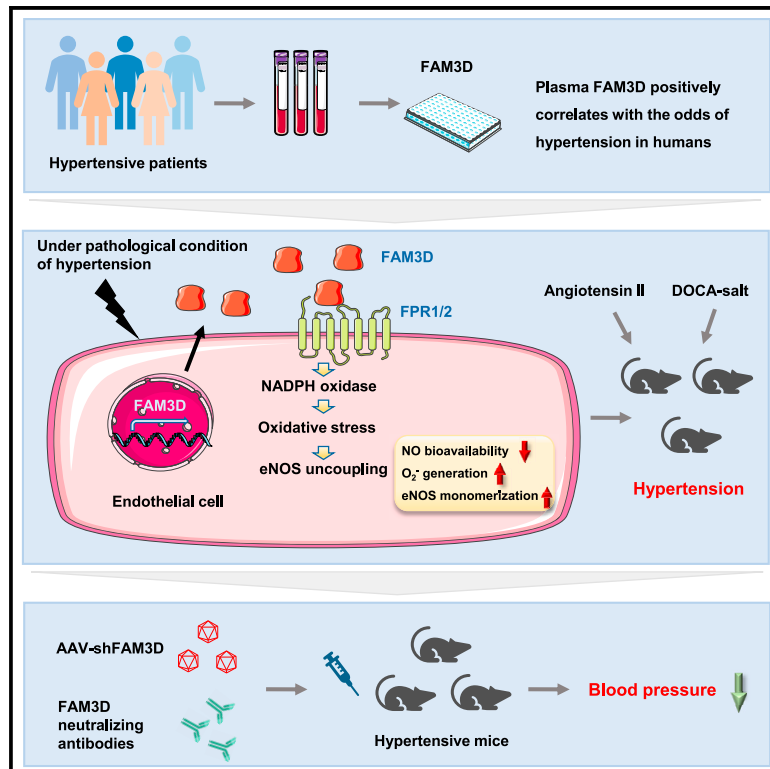 FAM3D
Plasma FAM3D positively
correlates with the odds of
hypertension in humans
Hypertensive patients
Under pathological condition
of hypertension
FAM3D
FPR1/2
Angiotensin II
DOCA-salt
NADPH oxidase
FAM3D
Oxidative stress
NO bioavailability
O₂⁻ generation
eNOS monomerization
eNOS uncoupling
Endothelial cell
Hypertension
AAV-shFAM3D
FAM3D
neutralizing
antibodies
Hypertensive mice
Blood pressure